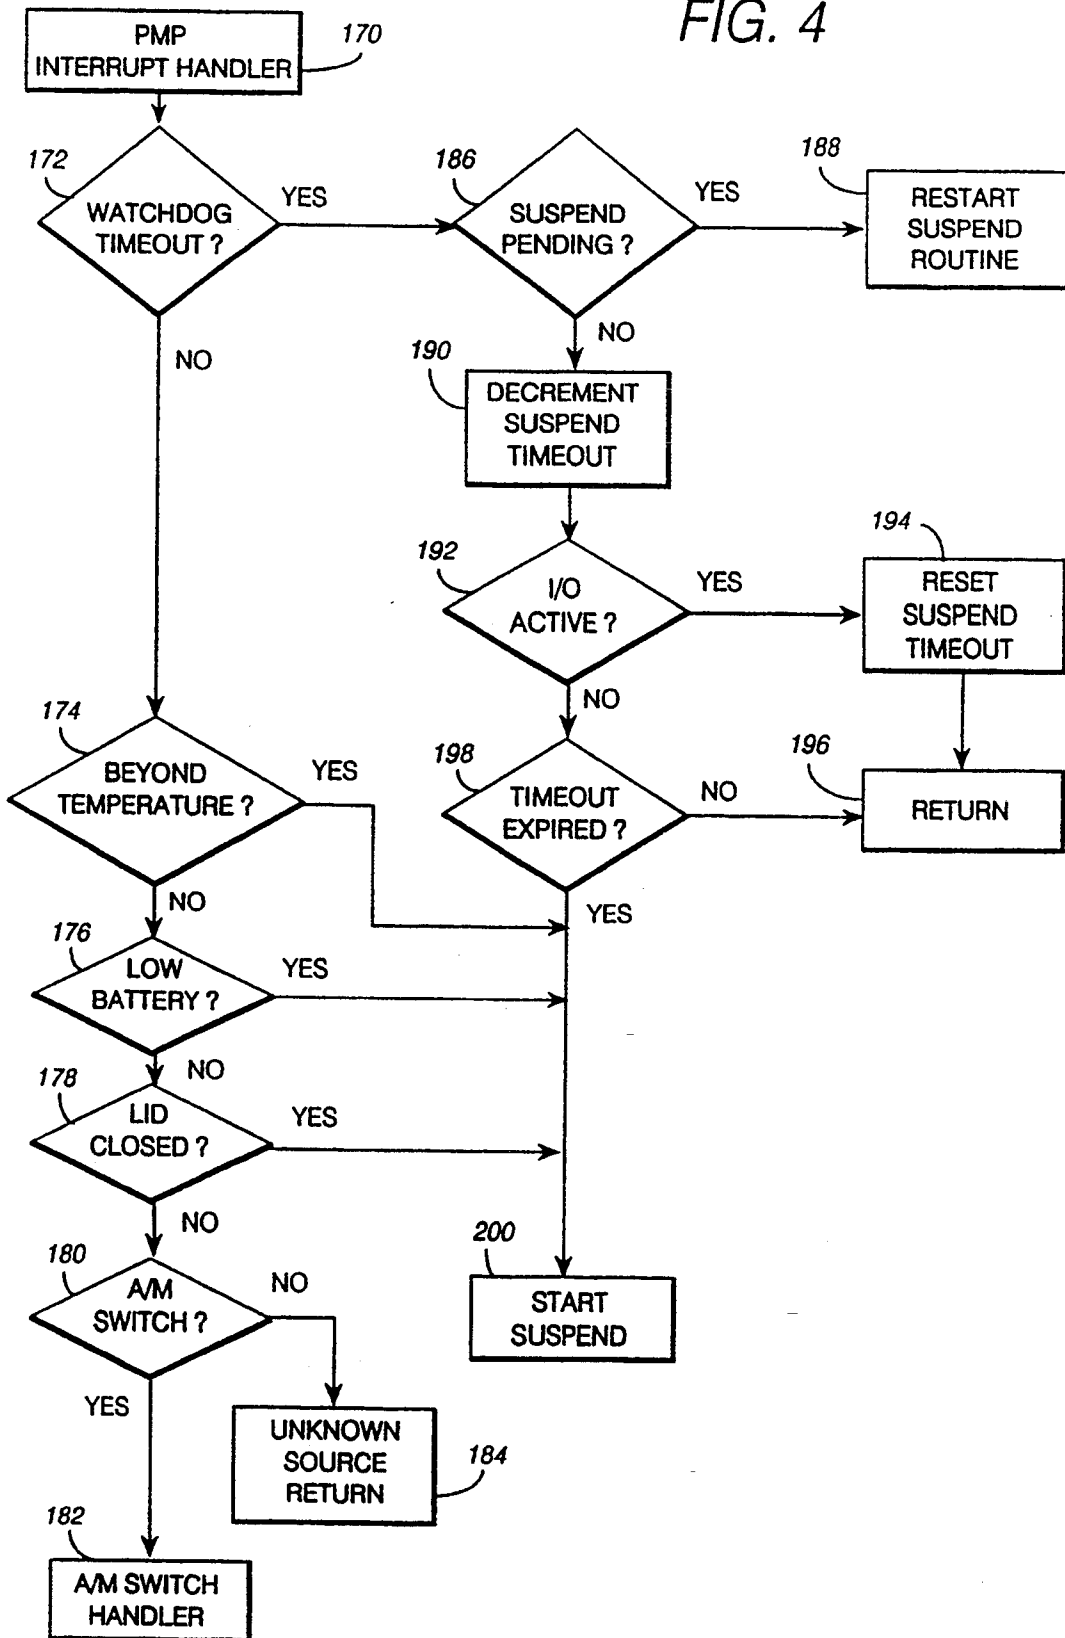 FIG. 4
PMP
INTERRUPT HANDLER
170
172
WATCHDOG
TIMEOUT ?
YES
NO
186
SUSPEND
PENDING ?
YES
NO
188
RESTART
SUSPEND
ROUTINE
190
DECREMENT
SUSPEND
TIMEOUT
192
I/O
ACTIVE ?
YES
NO
194
RESET
SUSPEND
TIMEOUT
174
BEYOND
TEMPERATURE ?
YES
NO
198
TIMEOUT
EXPIRED ?
NO
YES
196
RETURN
176
LOW
BATTERY ?
YES
NO
178
LID
CLOSED ?
YES
NO
180
A/M
SWITCH ?
NO
YES
200
START
SUSPEND
UNKNOWN
SOURCE
RETURN
184
182
A/M SWITCH
HANDLER